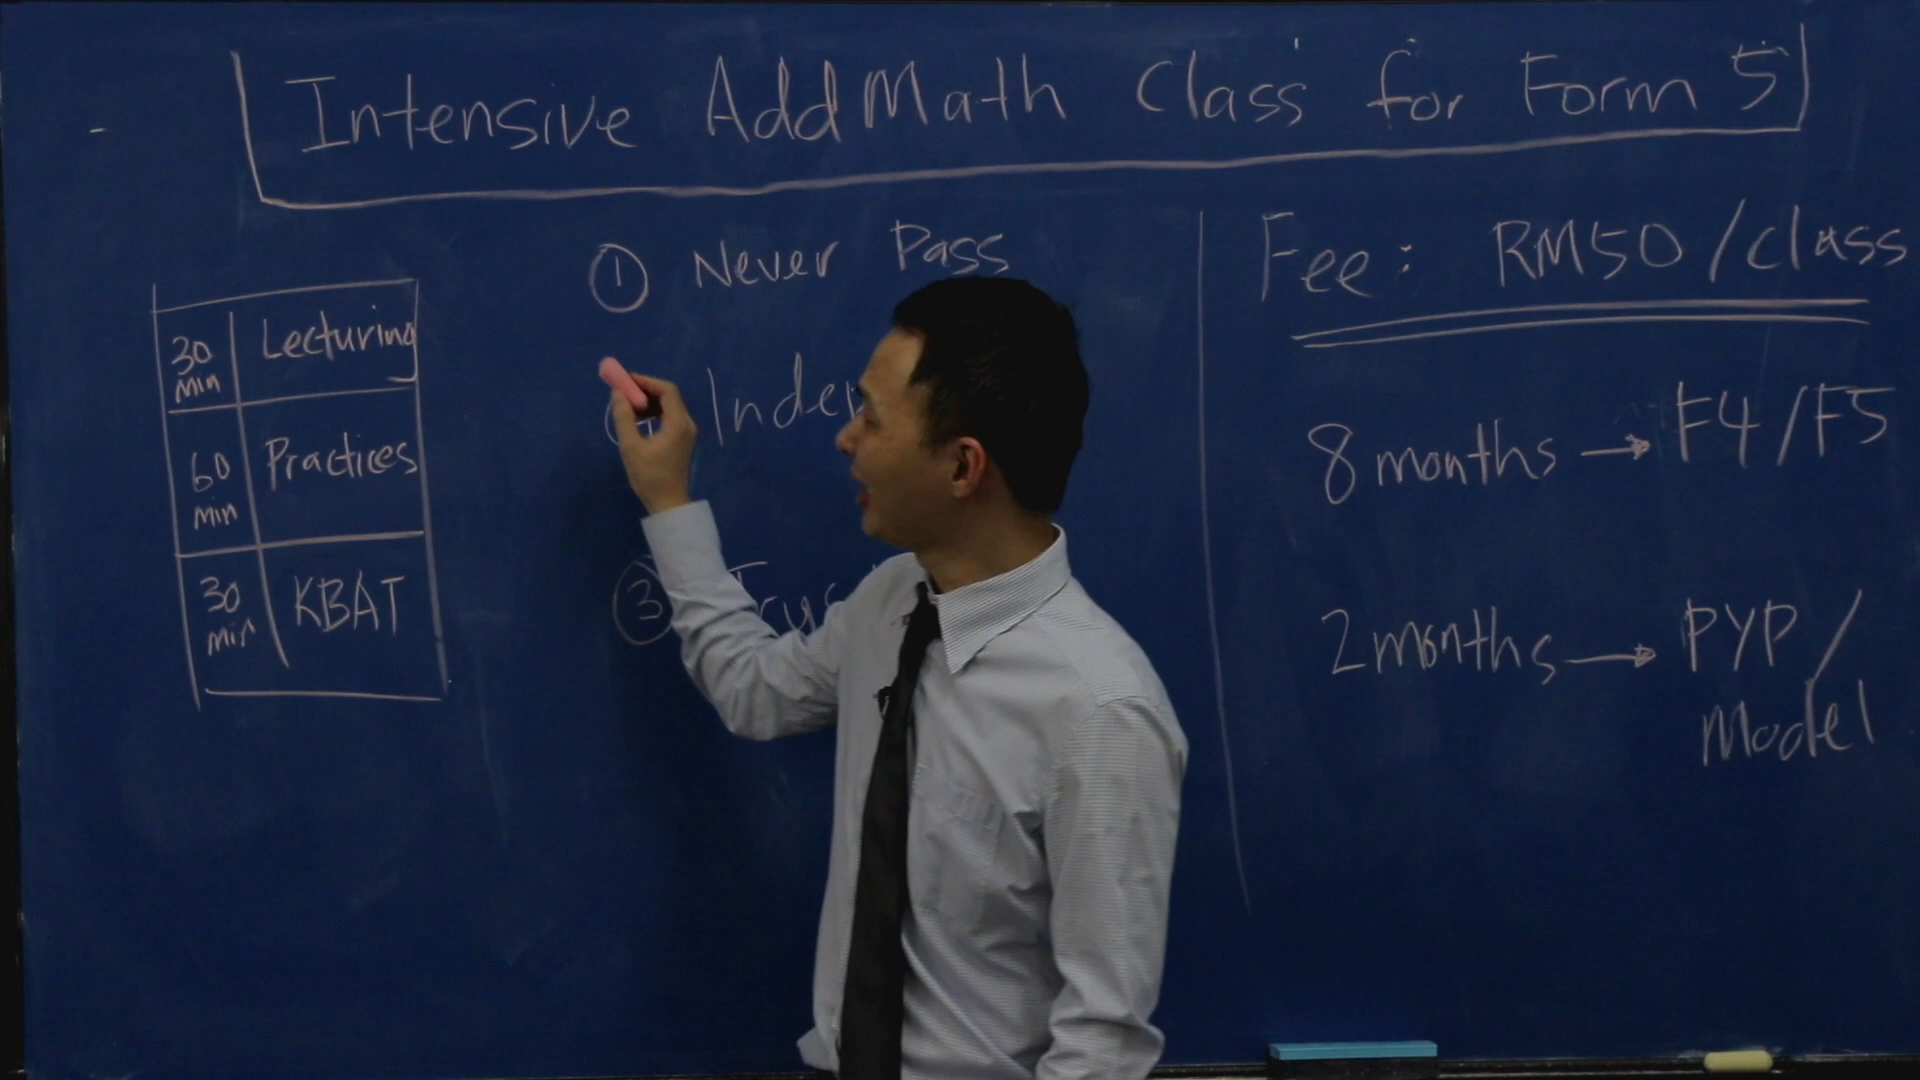 Intensive AddMath Class for Form 5
30 min Lecturing
60 min Practices
30 min KBAT
① Never Pass
③
Fee: RM50/class
8 months → F4/F5
2 months → PYP/
Model